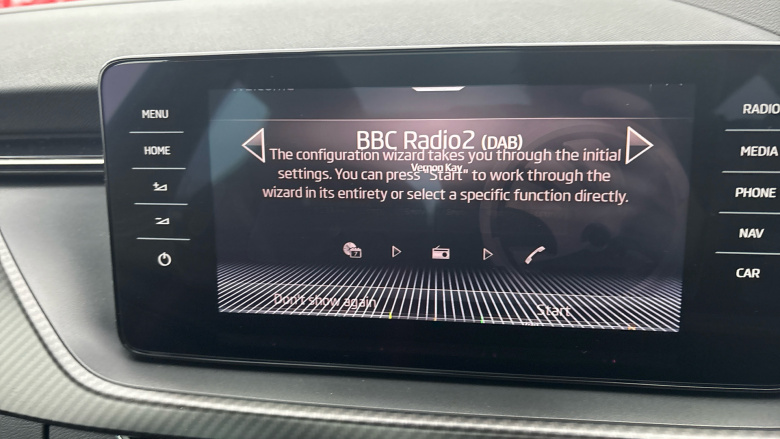 MENU
HOME
RADIO
MEDIA
PHONE
NAV
CAR
BBC Radio2 (DAB)
The configuration wizard takes you through the initial
Vernon Kay
settings. You can press "Start" to work through the
wizard in its entirety or select a specific function directly.
7
Don't show again
Start